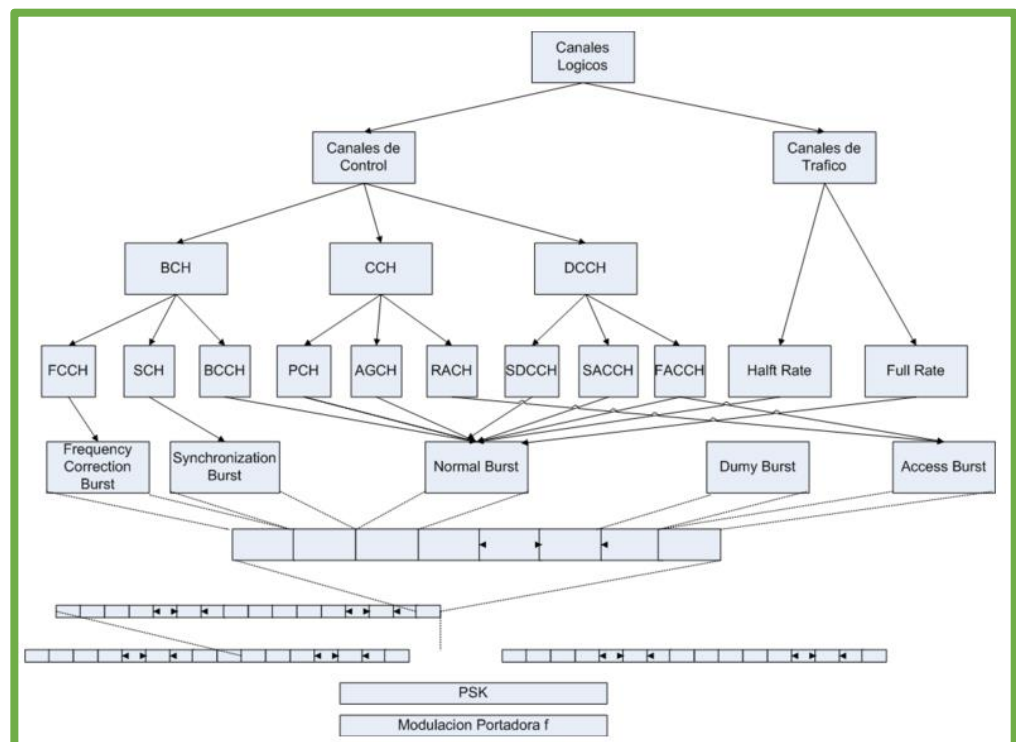 Canales
Logicos
Canales de
Control
Canales de
Trafico
BCH
CCH
DCCH
FCCH
SCH
BCCH
PCH
AGCH
RACH
SDCCH
SACCH
FACCH
Halft Rate
Full Rate
Frequency
Correction
Burst
Synchronization
Burst
Normal Burst
Dumy Burst
Access Burst
PSK
Modulacion Portadora f